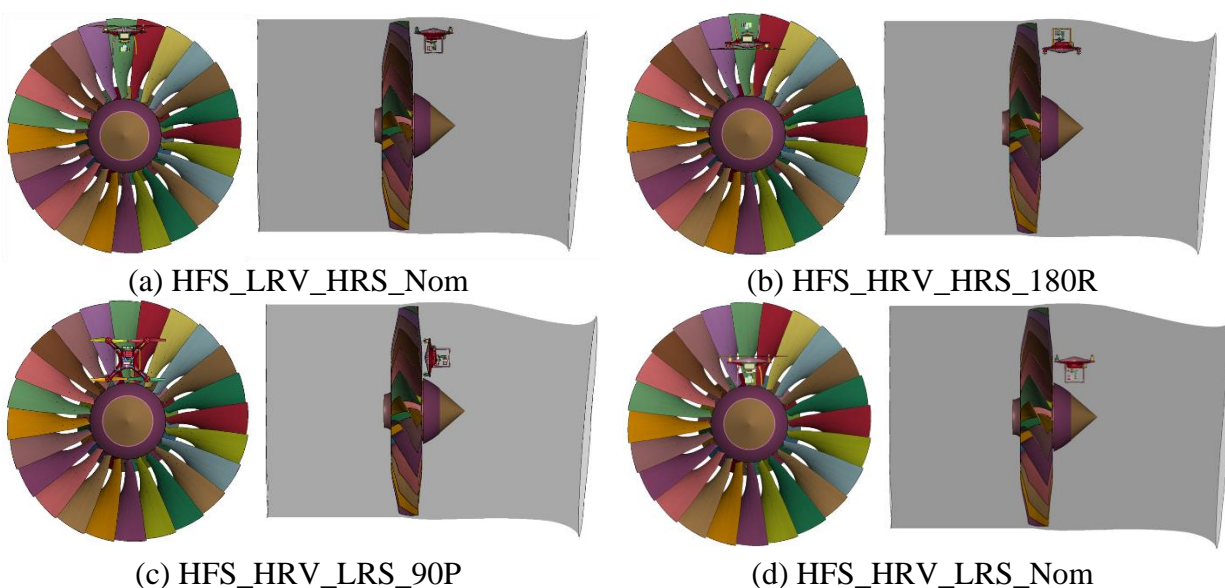 (a) HFS_LRV_HRS_Nom
(b) HFS_HRV_HRS_180R
(c) HFS_HRV_LRS_90P
(d) HFS_HRV_LRS_Nom